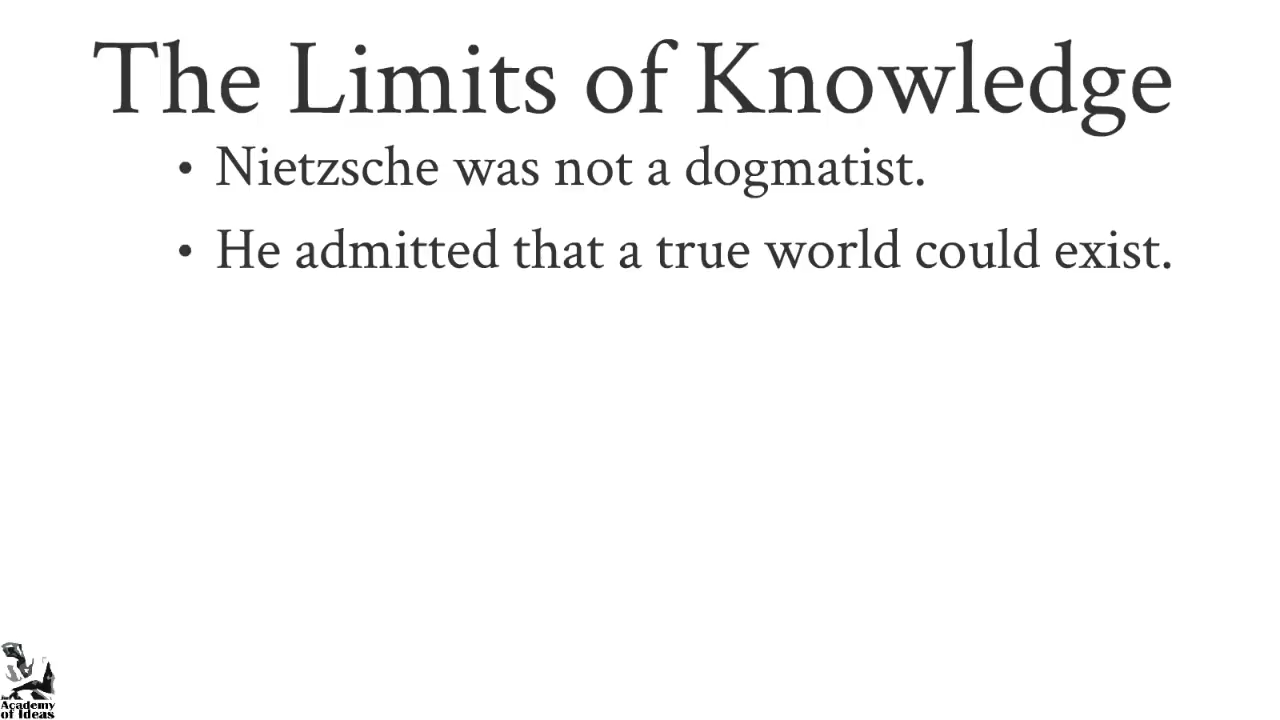 The Limits of Knowledge
• Nietzsche was not a dogmatist.
• He admitted that a true world could exist.
Academy
of Ideas